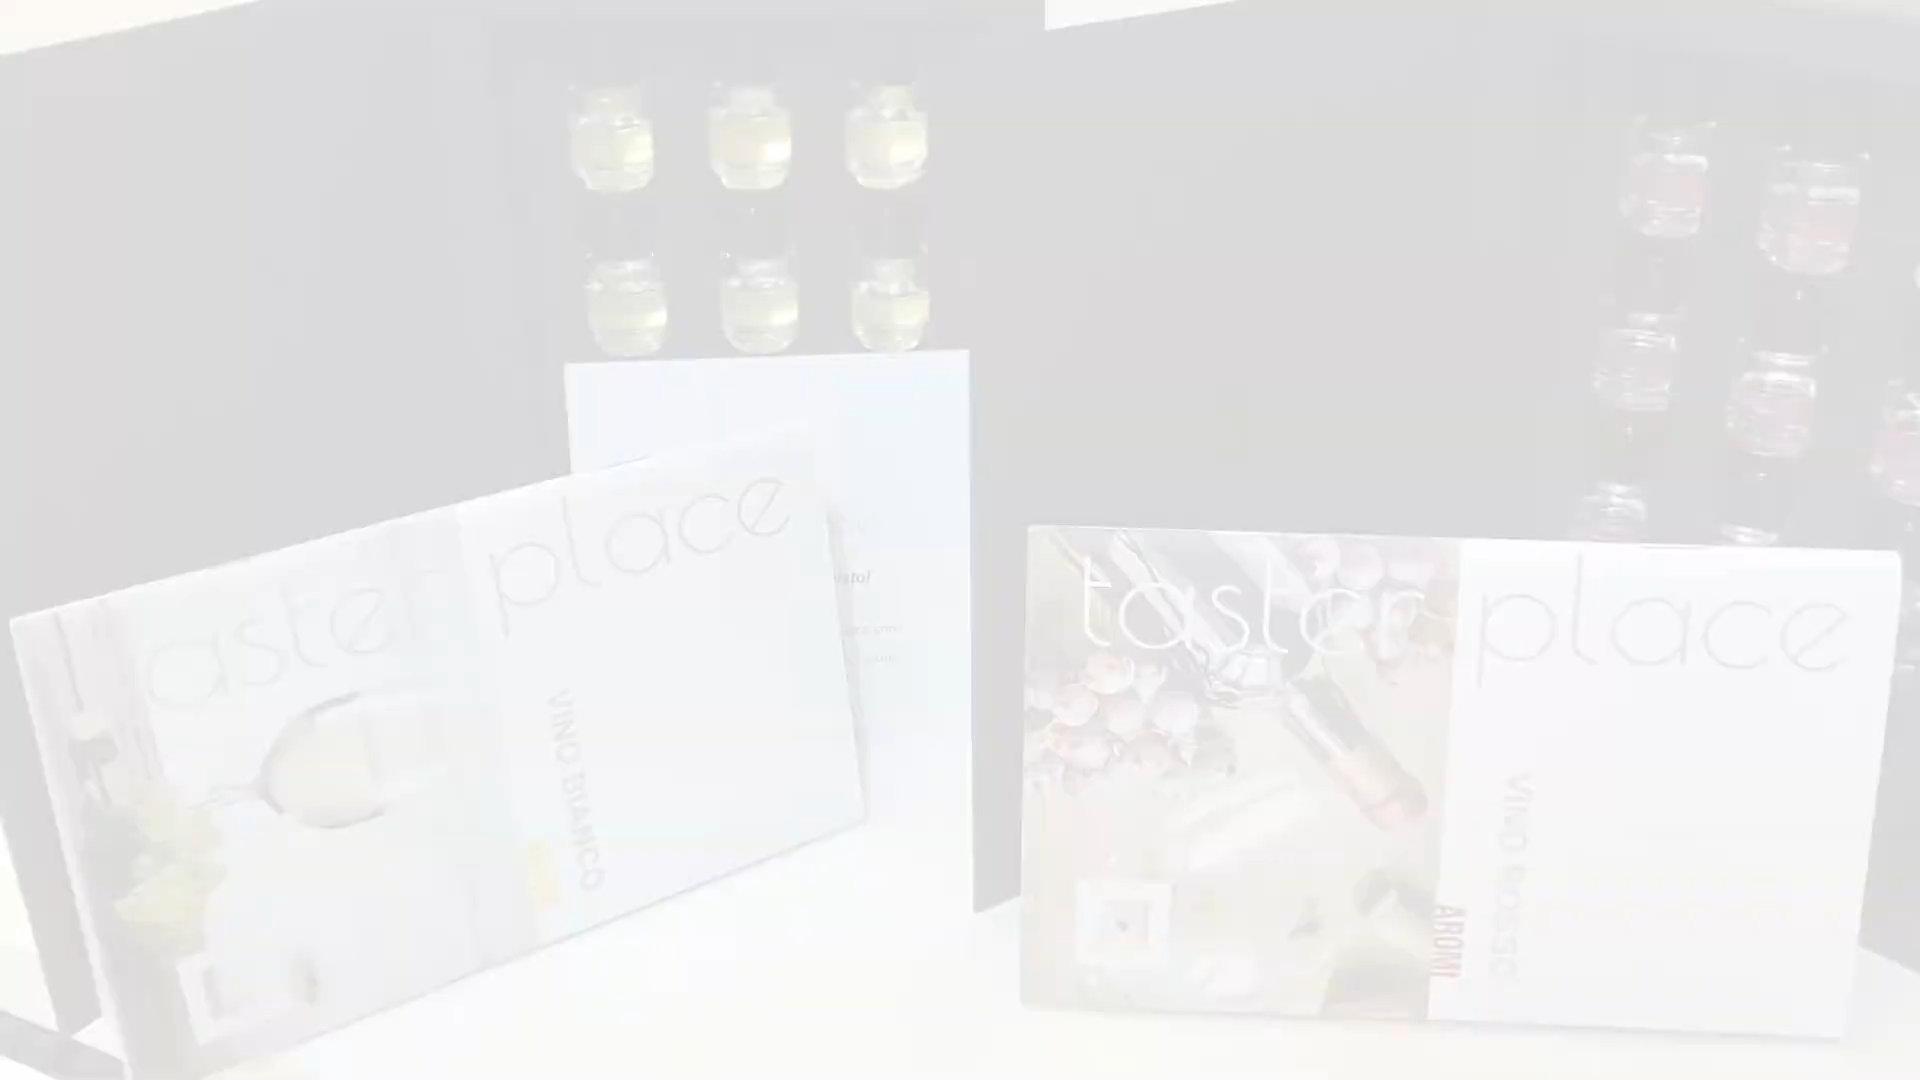 taster place
VINO BIANCO
taster place
VINO ROSSO
AROMI